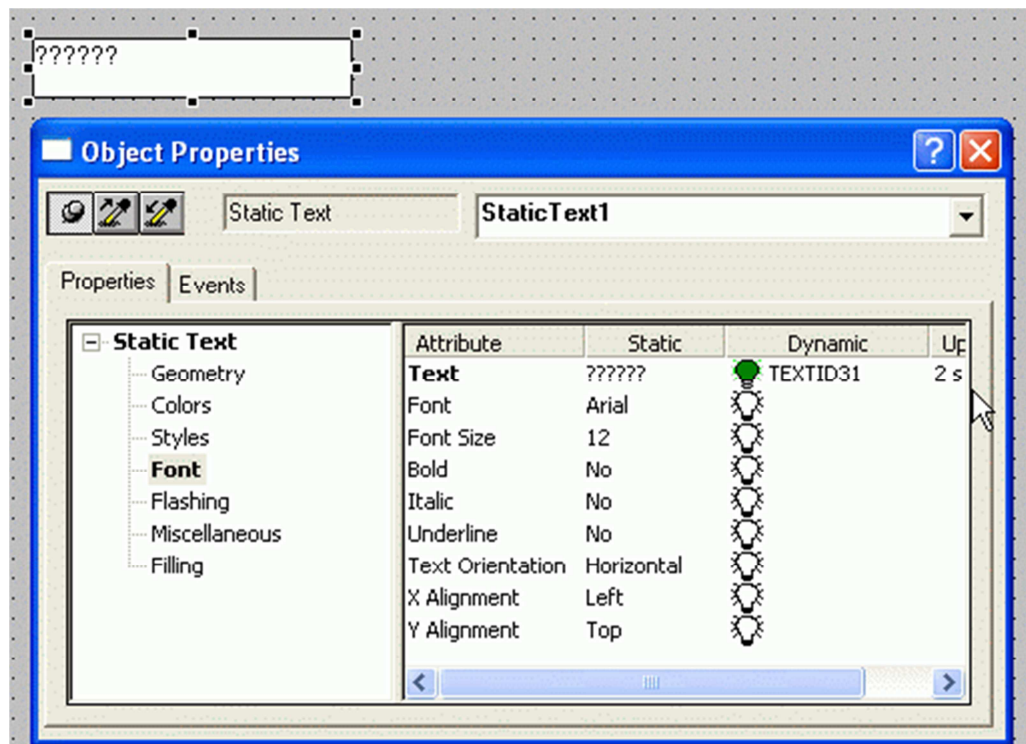 ??????
Object Properties
Static Text StaticText1
Properties Events
Static Text
Geometry
Colors
Styles
Font
Flashing
Miscellaneous
Filling
Attribute Static Dynamic Up
Text ?????? TEXTID31 2 s
Font Arial
Font Size 12
Bold No
Italic No
Underline No
Text Orientation Horizontal
X Alignment Left
Y Alignment Top